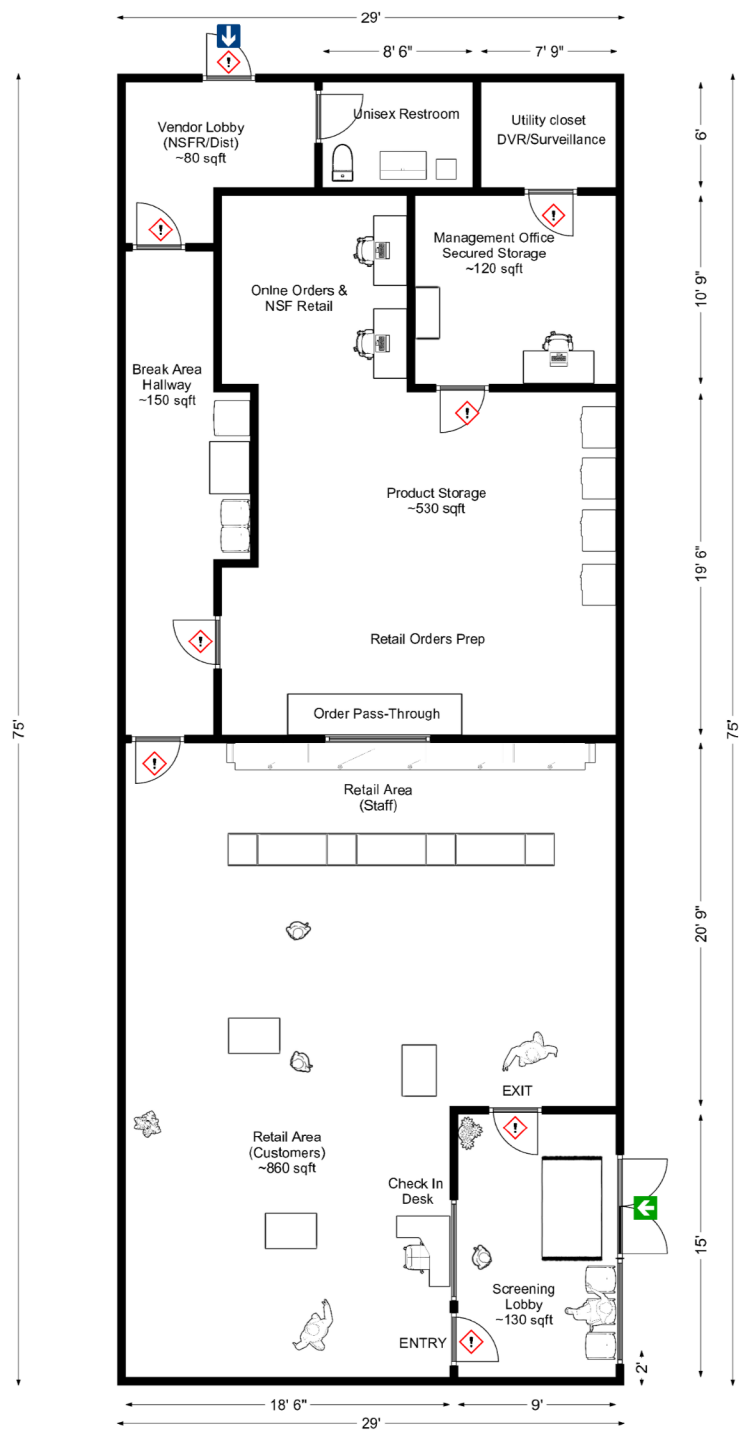 29'
8' 6"
7' 9"
!
Vendor Lobby
(NSFR/Dist)
~80 sqft
Unisex Restroom
Utility closet
DVR/Surveillance
6'
!
!
Management Office
Secured Storage
~120 sqft
Online Orders &
NSF Retail
10' 9"
Break Area
Hallway
~150 sqft
!
Product Storage
~530 sqft
19' 6"
!
Retail Orders Prep
75'
75'
Order Pass-Through
!
Retail Area
(Staff)
20' 9"
EXIT
!
Retail Area
(Customers)
~860 sqft
Check In
Desk
15'
Screening
Lobby
~130 sqft
ENTRY
!
2'
18' 6"
9'
29'